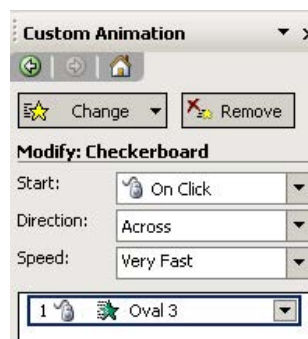 Custom Animation
Change Remove
Modify: Checkerboard
Start: On Click
Direction: Across
Speed: Very Fast
1 Oval 3